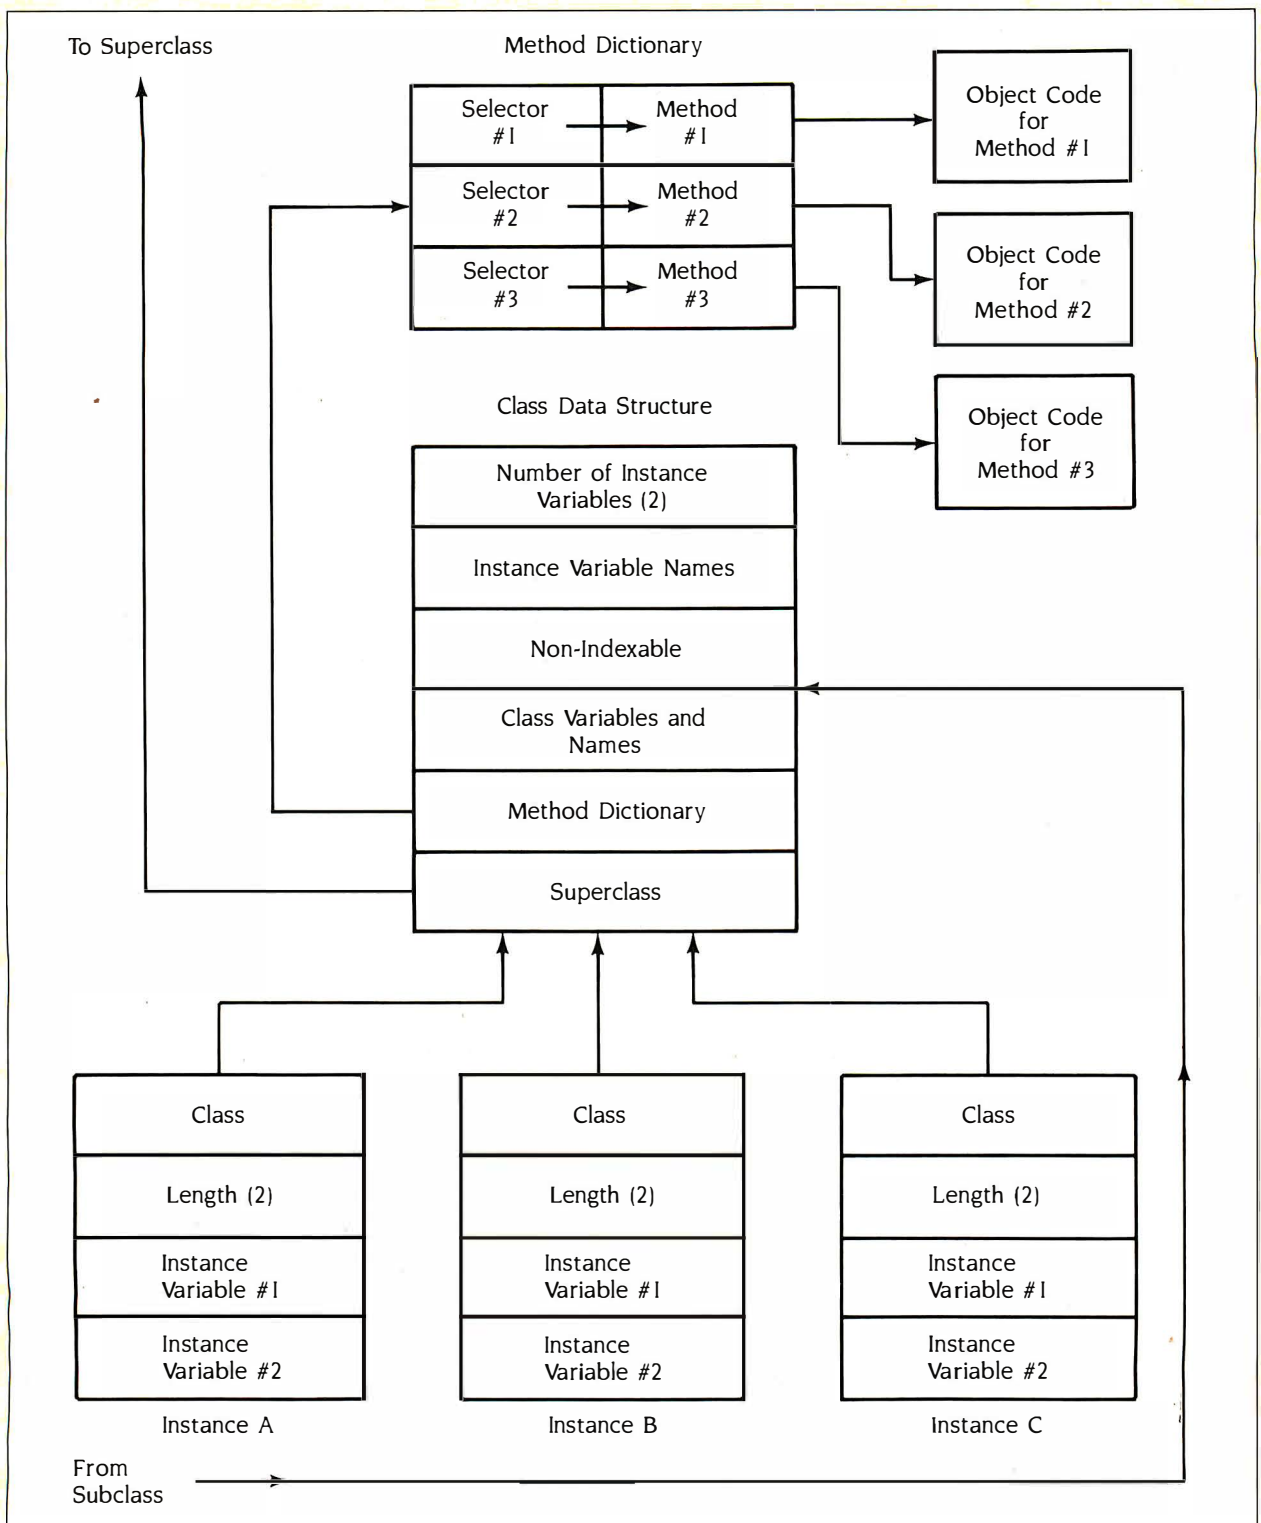 To Superclass
Method Dictionary
Selector
#1
Method
#1
Object Code
for
Method #1
Selector
#2
Method
#2
Object Code
for
Method #2
Selector
#3
Method
#3
Object Code
for
Method #3
Class Data Structure
Number of Instance
Variables (2)
Instance Variable Names
Non-Indexable
Class Variables and
Names
Method Dictionary
Superclass
Class
Length (2)
Instance
Variable #1
Instance
Variable #2
Instance A
Class
Length (2)
Instance
Variable #1
Instance
Variable #2
Instance B
Class
Length (2)
Instance
Variable #1
Instance
Variable #2
Instance C
From
Subclass